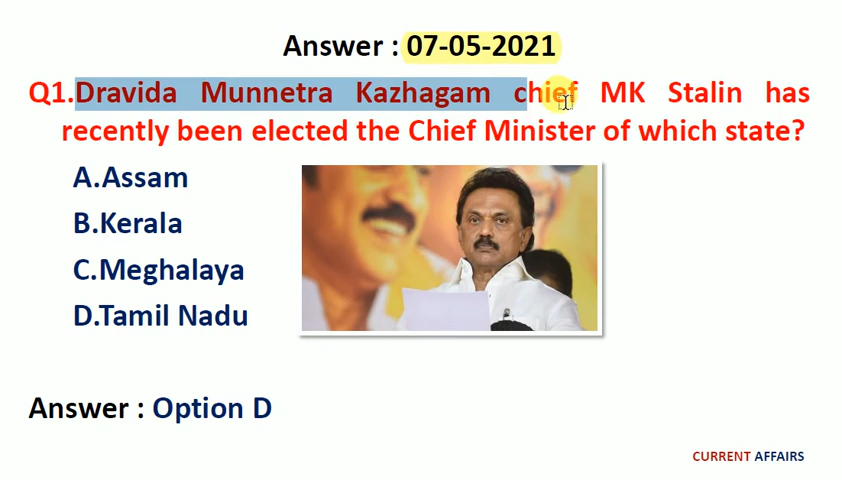 Answer : 07-05-2021
Q1.Dravida Munnetra Kazhagam chief MK Stalin has
recently been elected the Chief Minister of which state?
A.Assam
B.Kerala
C.Meghalaya
D.Tamil Nadu
Answer : Option D
CURRENT AFFAIRS